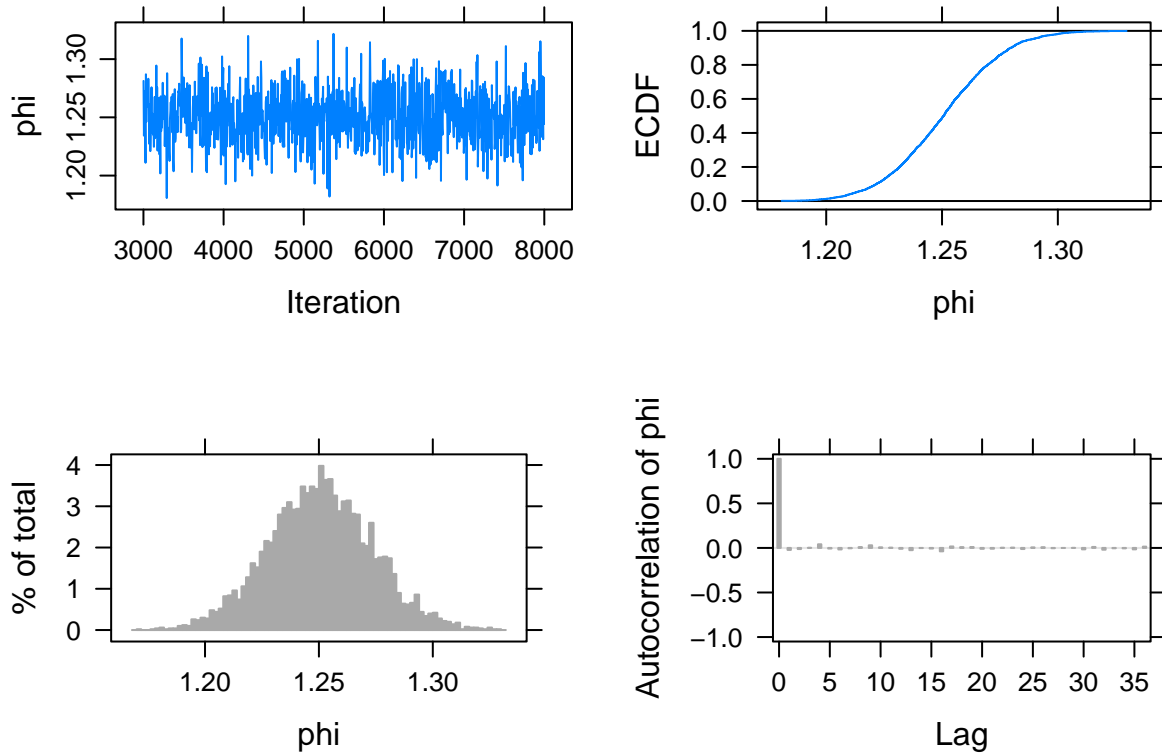 phi
1.20 1.25 1.30
3000 4000 5000 6000 7000 8000
Iteration
ECDF
1.0
0.8
0.6
0.4
0.2
0.0
1.20 1.25 1.30
phi
% of total
4
3
2
1
0
1.20 1.25 1.30
phi
Autocorrelation of phi
1.0
0.5
0.0
−0.5
−1.0
0 5 10 15 20 25 30 35
Lag